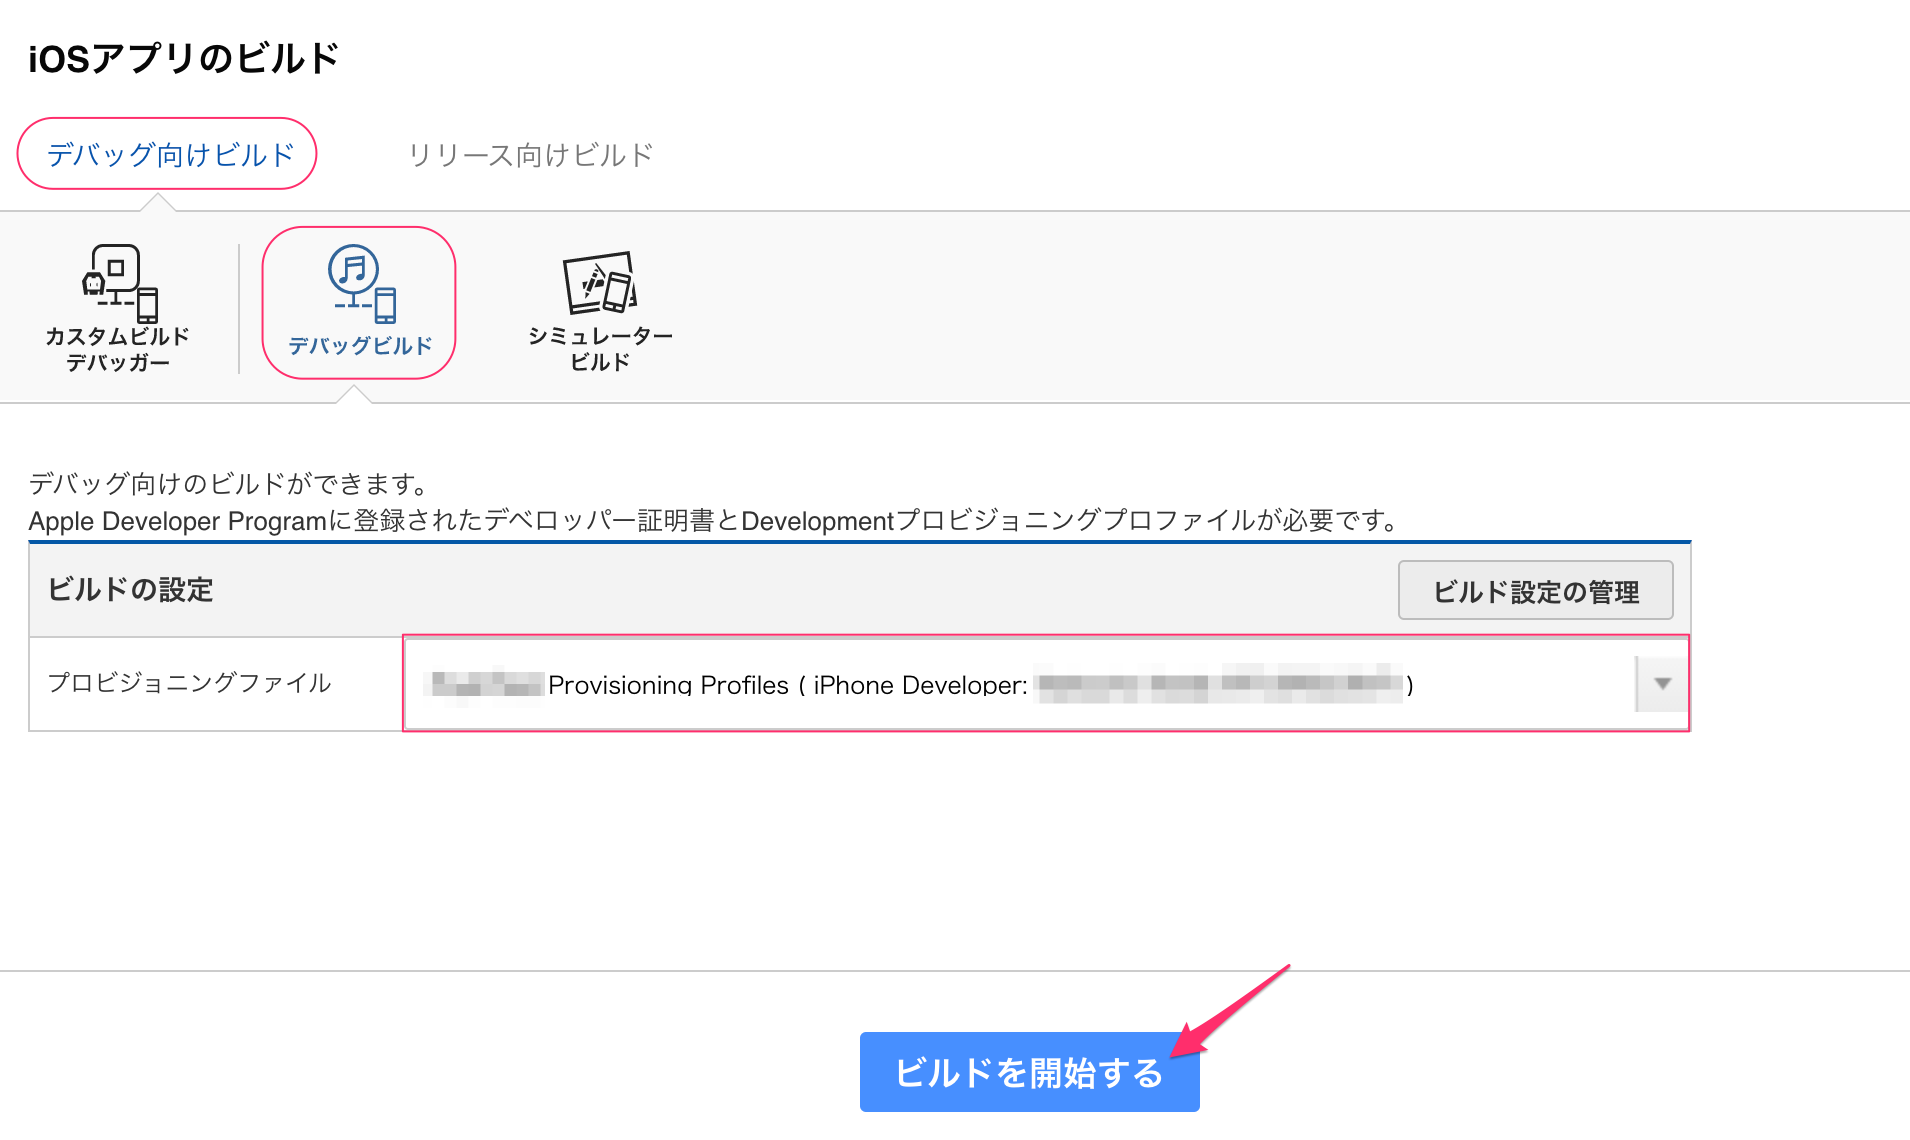 iOSアプリのビルド
デバッグ向けビルド
リリース向けビルド
カスタムビルド
デバッガー
デバッグビルド
シミュレーター
ビルド
デバッグ向けのビルドができます。
Apple Developer Programに登録されたデベロッパー証明書とDevelopmentプロビジョニングプロファイルが必要です。
ビルドの設定
ビルド設定の管理
プロビジョニングファイル
Provisioning Profiles ( iPhone Developer: )
ビルドを開始する